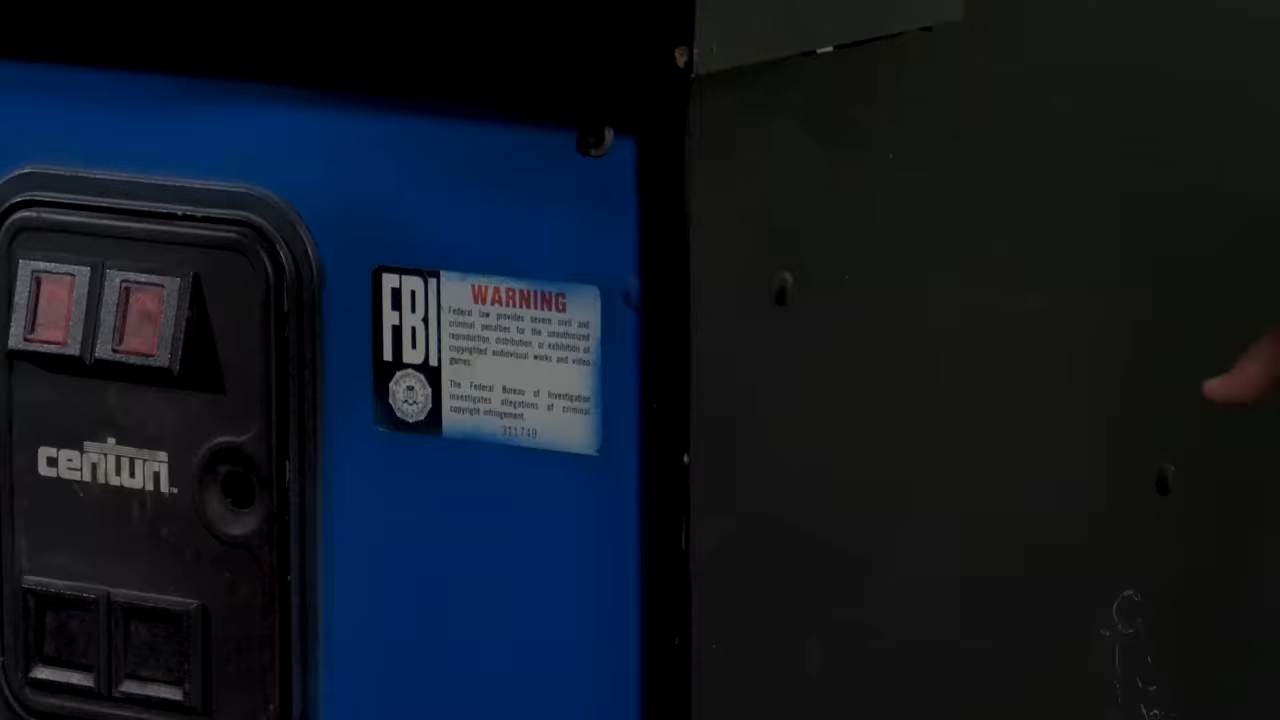 FBI
WARNING
Federal law provides severe civil and
criminal penalties for the unauthorized
reproduction, distribution, or exhibition of
copyrighted audiovisual works and video
games.
The Federal Bureau of Investigation
investigates allegations of criminal
copyright infringement.
311749
centuri
TM